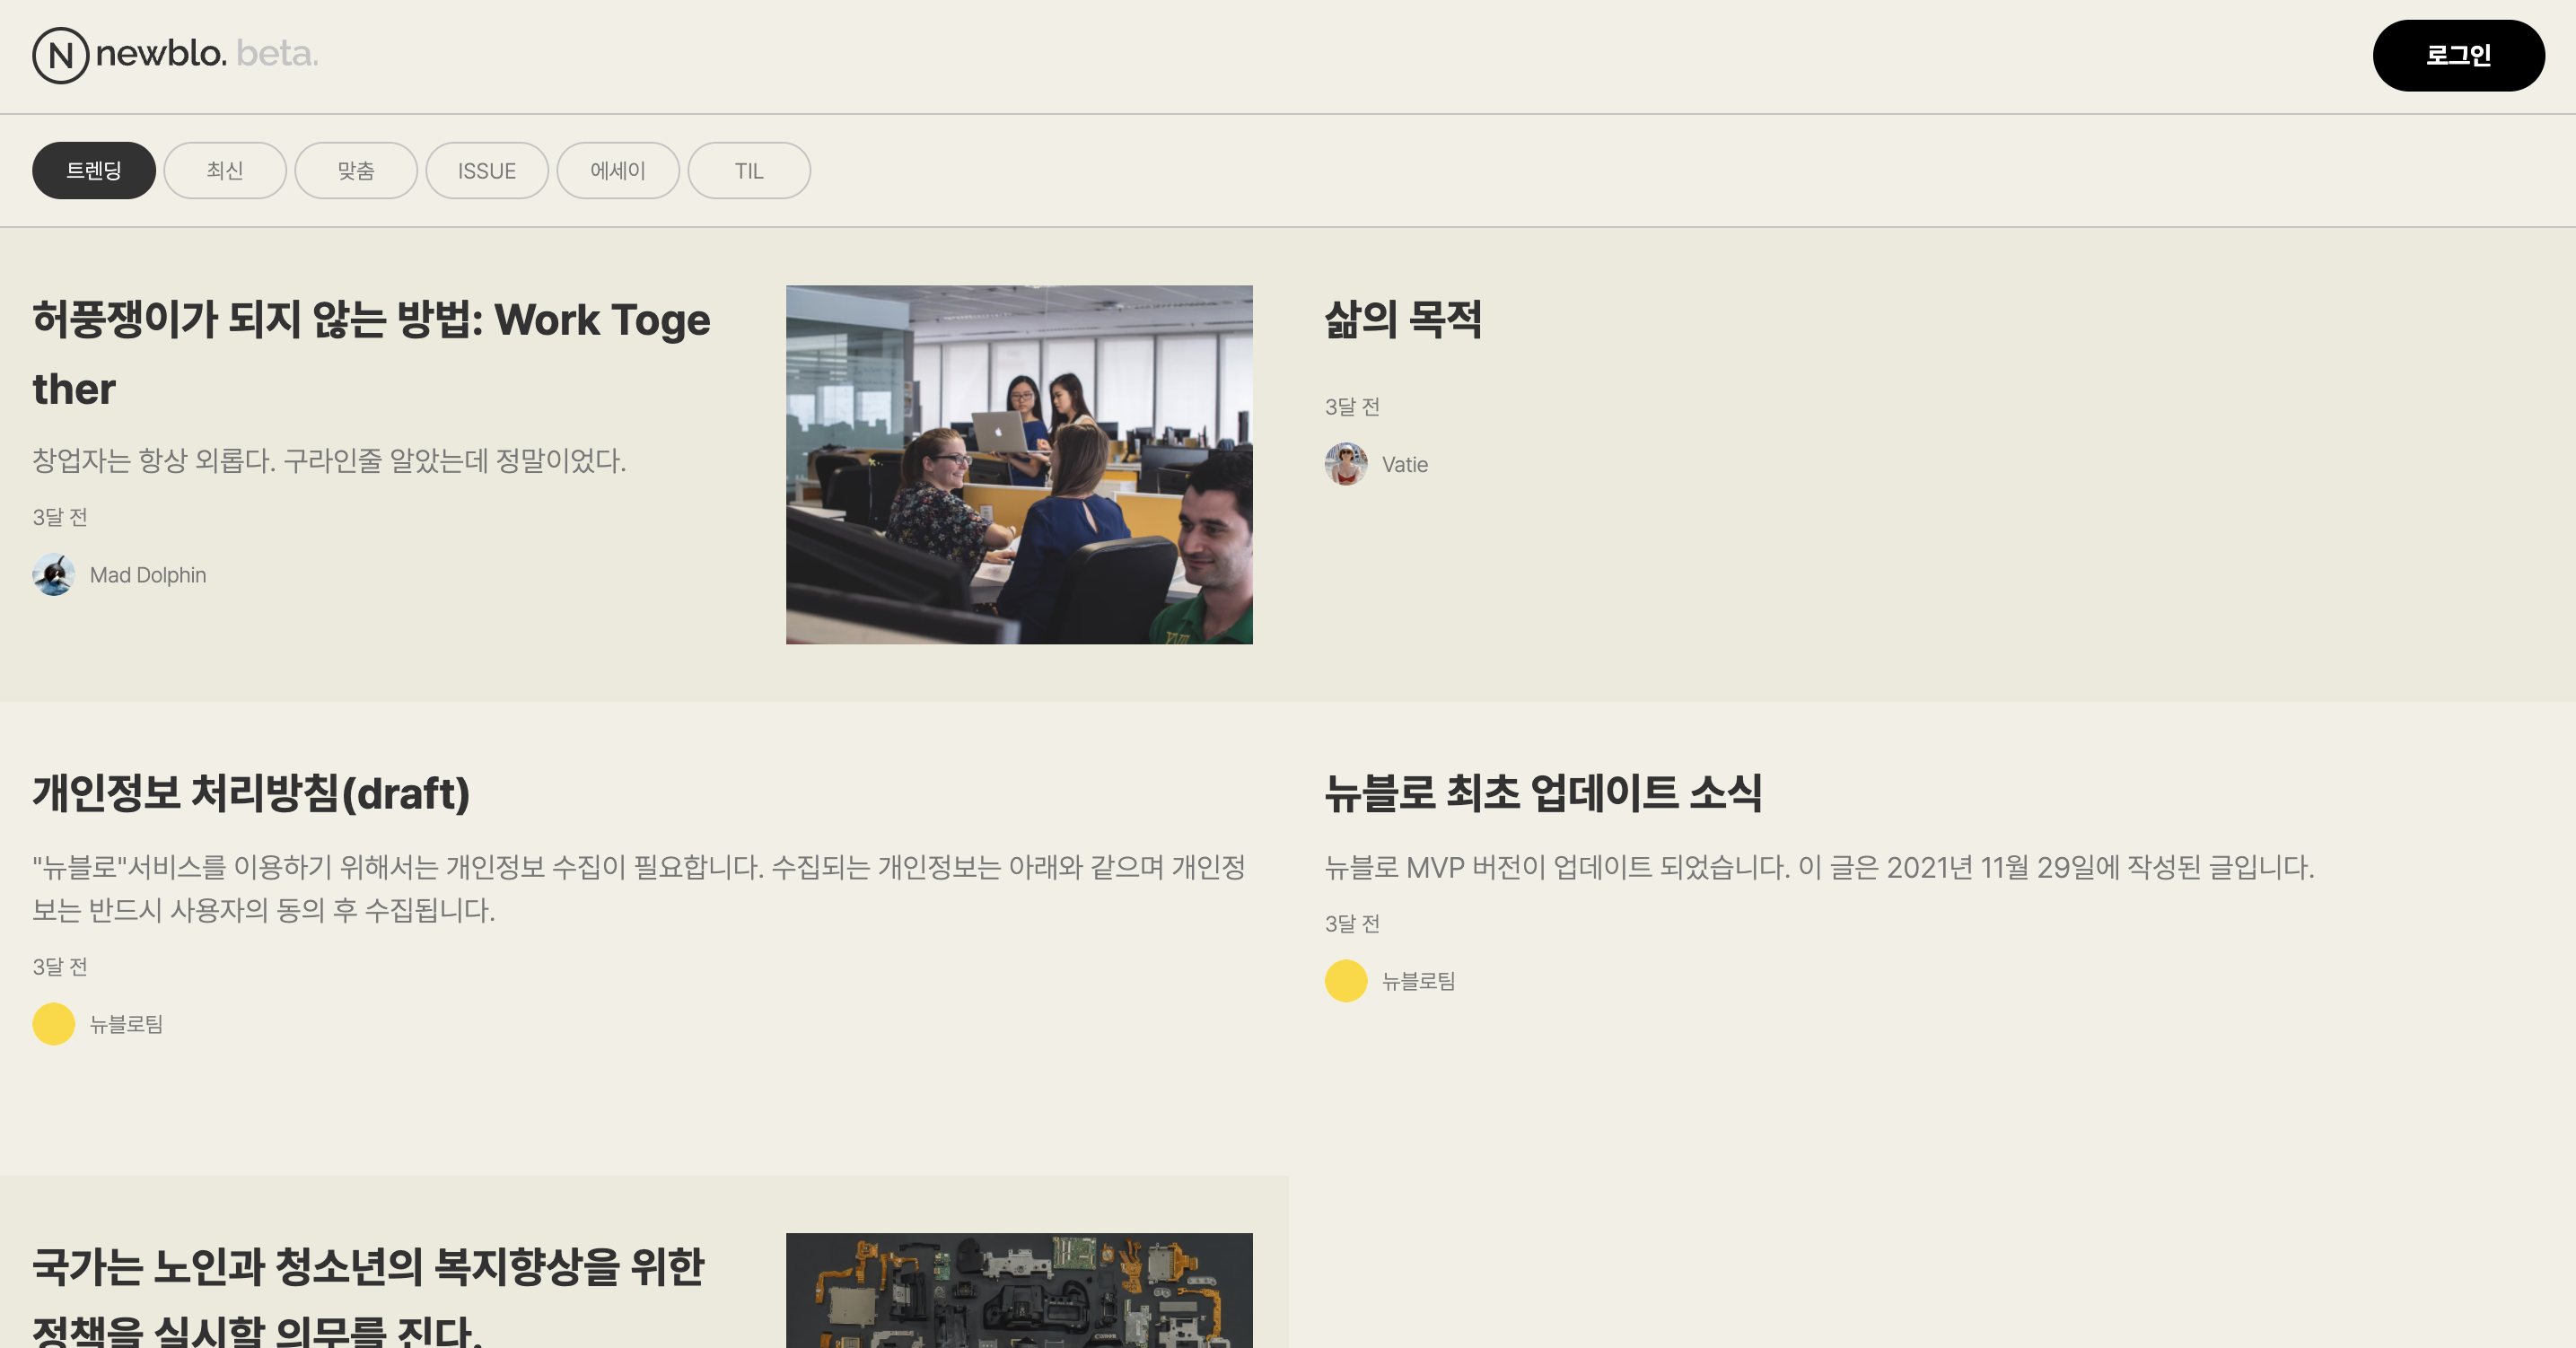 N newblo. beta.
로그인
트렌딩
최신
맞춤
ISSUE
에세이
TIL
허풍쟁이가 되지 않는 방법: Work Toge
ther
창업자는 항상 외롭다. 구라인줄 알았는데 정말이었다.
3달 전
Mad Dolphin
삶의 목적
3달 전
Vatie
개인정보 처리방침(draft)
"뉴블로"서비스를 이용하기 위해서는 개인정보 수집이 필요합니다. 수집되는 개인정보는 아래와 같으며 개인정
보는 반드시 사용자의 동의 후 수집됩니다.
3달 전
뉴블로팀
뉴블로 최초 업데이트 소식
뉴블로 MVP 버전이 업데이트 되었습니다. 이 글은 2021년 11월 29일에 작성된 글입니다.
3달 전
뉴블로팀
국가는 노인과 청소년의 복지향상을 위한
정책을 실시할 의무를 진다.
Canon